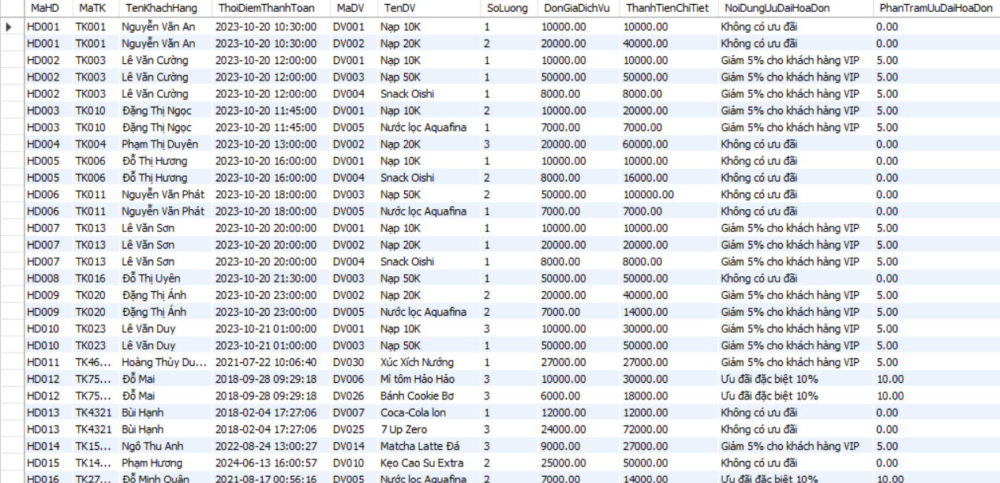 MaHD MaTK TenKhachHang ThoiDiemThanhToan MaDV TenDV SoLuong DonGiaDichVu ThanhTienChiTiet NoiDungUuDaiHoaDon PhanTramUuDaiHoaDon
HD001 TK001 Nguyễn Văn An 2023-10-20 10:30:00 DV001 Nạp 10K 1 10000.00 10000.00 Không có ưu đãi 0.00
HD001 TK001 Nguyễn Văn An 2023-10-20 10:30:00 DV002 Nạp 20K 2 20000.00 40000.00 Không có ưu đãi 0.00
HD002 TK003 Lê Văn Cường 2023-10-20 12:00:00 DV001 Nạp 10K 1 10000.00 10000.00 Giảm 5% cho khách hàng VIP 5.00
HD002 TK003 Lê Văn Cường 2023-10-20 12:00:00 DV003 Nạp 50K 1 50000.00 50000.00 Giảm 5% cho khách hàng VIP 5.00
HD002 TK003 Lê Văn Cường 2023-10-20 12:00:00 DV004 Snack Oishi 1 8000.00 8000.00 Giảm 5% cho khách hàng VIP 5.00
HD003 TK010 Đặng Thị Ngọc 2023-10-20 11:45:00 DV001 Nạp 10K 2 10000.00 20000.00 Giảm 5% cho khách hàng VIP 5.00
HD003 TK010 Đặng Thị Ngọc 2023-10-20 11:45:00 DV005 Nước lọc Aquafina 1 7000.00 7000.00 Giảm 5% cho khách hàng VIP 5.00
HD004 TK004 Phạm Thị Duyên 2023-10-20 13:00:00 DV002 Nạp 20K 3 20000.00 60000.00 Không có ưu đãi 0.00
HD005 TK006 Đỗ Thị Hương 2023-10-20 16:00:00 DV001 Nạp 10K 1 10000.00 10000.00 Không có ưu đãi 0.00
HD005 TK006 Đỗ Thị Hương 2023-10-20 16:00:00 DV004 Snack Oishi 2 8000.00 16000.00 Không có ưu đãi 0.00
HD006 TK011 Nguyễn Văn Phát 2023-10-20 18:00:00 DV003 Nạp 50K 2 50000.00 100000.00 Không có ưu đãi 0.00
HD006 TK011 Nguyễn Văn Phát 2023-10-20 18:00:00 DV005 Nước lọc Aquafina 1 7000.00 7000.00 Không có ưu đãi 0.00
HD007 TK013 Lê Văn Sơn 2023-10-20 20:00:00 DV001 Nạp 10K 1 10000.00 10000.00 Giảm 5% cho khách hàng VIP 5.00
HD007 TK013 Lê Văn Sơn 2023-10-20 20:00:00 DV002 Nạp 20K 1 20000.00 20000.00 Giảm 5% cho khách hàng VIP 5.00
HD007 TK013 Lê Văn Sơn 2023-10-20 20:00:00 DV004 Snack Oishi 1 8000.00 8000.00 Giảm 5% cho khách hàng VIP 5.00
HD008 TK016 Đỗ Thị Uyên 2023-10-20 21:30:00 DV003 Nạp 50K 1 50000.00 50000.00 Không có ưu đãi 0.00
HD009 TK020 Đặng Thị Ánh 2023-10-20 23:00:00 DV002 Nạp 20K 2 20000.00 40000.00 Giảm 5% cho khách hàng VIP 5.00
HD009 TK020 Đặng Thị Ánh 2023-10-20 23:00:00 DV005 Nước lọc Aquafina 2 7000.00 14000.00 Giảm 5% cho khách hàng VIP 5.00
HD010 TK023 Lê Văn Duy 2023-10-21 01:00:00 DV001 Nạp 10K 3 10000.00 30000.00 Giảm 5% cho khách hàng VIP 5.00
HD010 TK023 Lê Văn Duy 2023-10-21 01:00:00 DV003 Nạp 50K 1 50000.00 50000.00 Giảm 5% cho khách hàng VIP 5.00
HD011 TK46... Hoàng Thùy Du... 2021-07-22 10:06:40 DV030 Xúc Xích Nướng 1 27000.00 27000.00 Giảm 5% cho khách hàng VIP 5.00
HD012 TK75... Đỗ Mai 2018-09-28 09:29:18 DV006 Mì tôm Hảo Hảo 3 10000.00 30000.00 Ưu đãi đặc biệt 10% 10.00
HD012 TK75... Đỗ Mai 2018-09-28 09:29:18 DV026 Bánh Cookie Bơ 3 6000.00 18000.00 Ưu đãi đặc biệt 10% 10.00
HD013 TK4321 Bùi Hạnh 2018-02-04 17:27:06 DV007 Coca-Cola lon 1 12000.00 12000.00 Không có ưu đãi 0.00
HD013 TK4321 Bùi Hạnh 2018-02-04 17:27:06 DV025 7 Up Zero 3 24000.00 72000.00 Không có ưu đãi 0.00
HD014 TK15... Ngô Thu Anh 2022-08-24 13:00:27 DV014 Matcha Latte Đá 3 9000.00 27000.00 Giảm 5% cho khách hàng VIP 5.00
HD015 TK14... Phạm Hương 2024-06-13 16:00:57 DV010 Kẹo Cao Su Extra 2 25000.00 50000.00 Không có ưu đãi 0.00
HD016 TK27... Đỗ Minh Quân 2021-08-17 00:56:16 DV005 Nước lọc Aquafina 2 7000.00 14000.00 Ưu đãi đặc biệt 10% 10.00